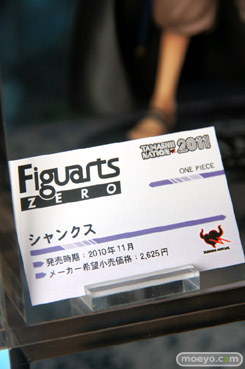 TAMASHII NATION 2011
Figuarts
ZERO
ONE PIECE
シャンクス
発売時期：2010年11月
メーカー希望小売価格：2,625円
moeyo.com